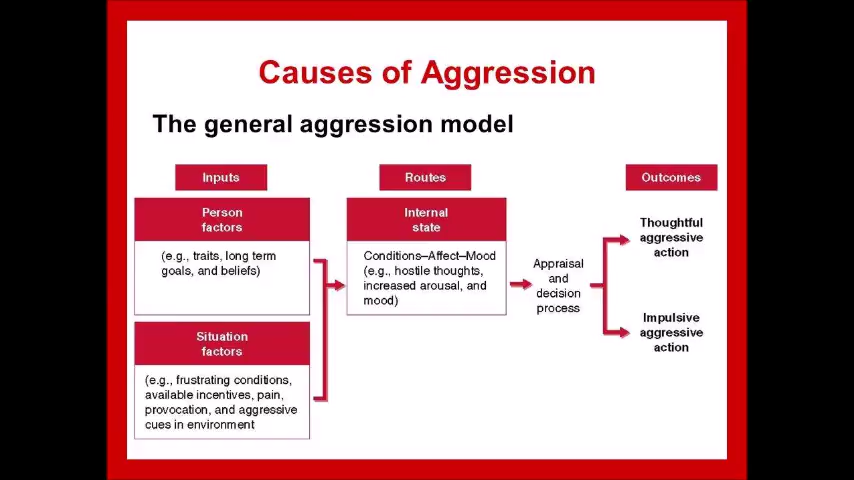 Causes of Aggression
The general aggression model
Inputs
Routes
Outcomes
Person
factors
(e.g., traits, long term
goals, and beliefs)
Situation
factors
(e.g., frustrating conditions,
available incentives, pain,
provocation, and aggressive
cues in environment
Internal
state
Conditions–Affect–Mood
(e.g., hostile thoughts,
increased arousal, and
mood)
Appraisal
and
decision
process
Thoughtful
aggressive
action
Impulsive
aggressive
action